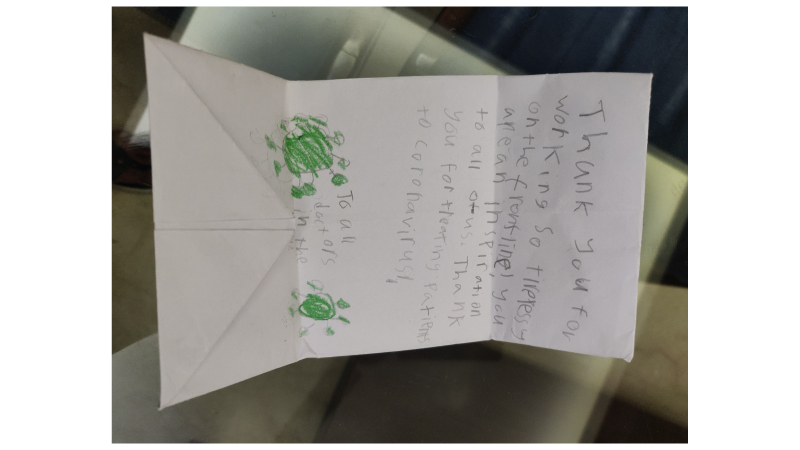 Thank you for
working so tirelessly
on the frontline, you
are an inspiration
to all of us. Thank
you for treating patients
to coronavirus,
To all
doctors
in the